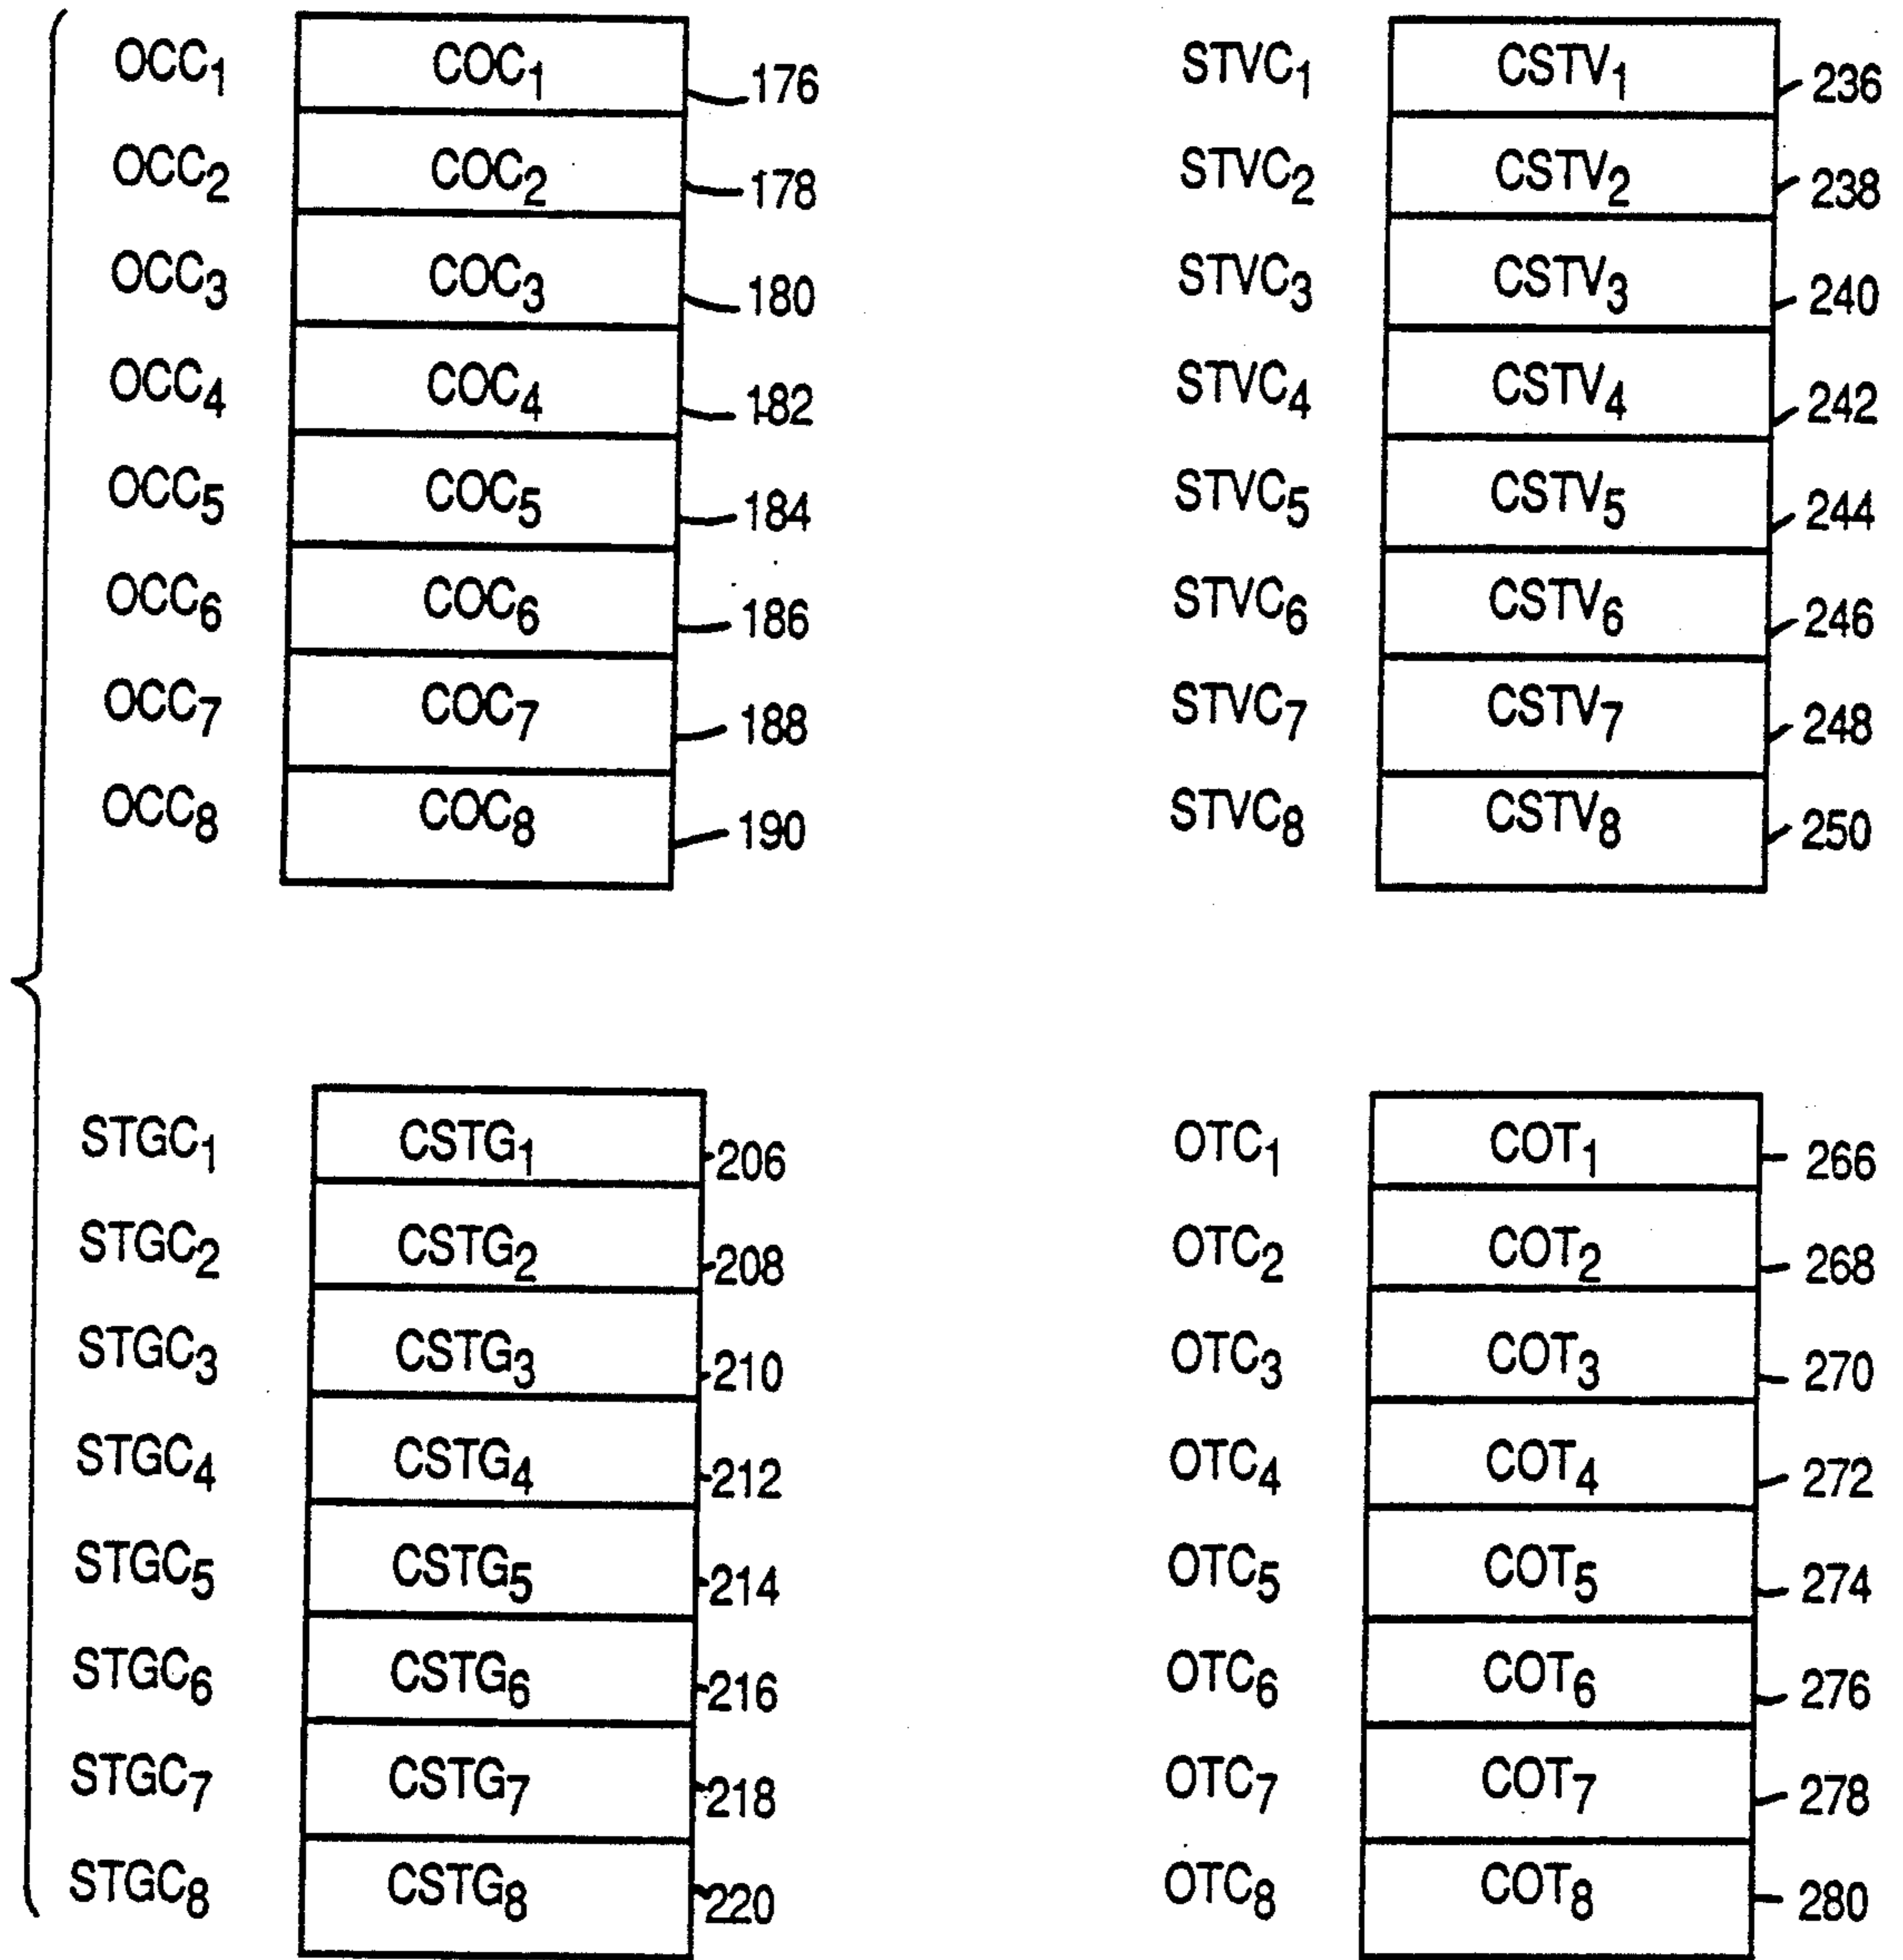 OCC₁ COC₁ 176
OCC₂ COC₂ 178
OCC₃ COC₃ 180
OCC₄ COC₄ 182
OCC₅ COC₅ 184
OCC₆ COC₆ 186
OCC₇ COC₇ 188
OCC₈ COC₈ 190
STVC₁ CSTV₁ 236
STVC₂ CSTV₂ 238
STVC₃ CSTV₃ 240
STVC₄ CSTV₄ 242
STVC₅ CSTV₅ 244
STVC₆ CSTV₆ 246
STVC₇ CSTV₇ 248
STVC₈ CSTV₈ 250
STGC₁ CSTG₁ 206
STGC₂ CSTG₂ 208
STGC₃ CSTG₃ 210
STGC₄ CSTG₄ 212
STGC₅ CSTG₅ 214
STGC₆ CSTG₆ 216
STGC₇ CSTG₇ 218
STGC₈ CSTG₈ 220
OTC₁ COT₁ 266
OTC₂ COT₂ 268
OTC₃ COT₃ 270
OTC₄ COT₄ 272
OTC₅ COT₅ 274
OTC₆ COT₆ 276
OTC₇ COT₇ 278
OTC₈ COT₈ 280